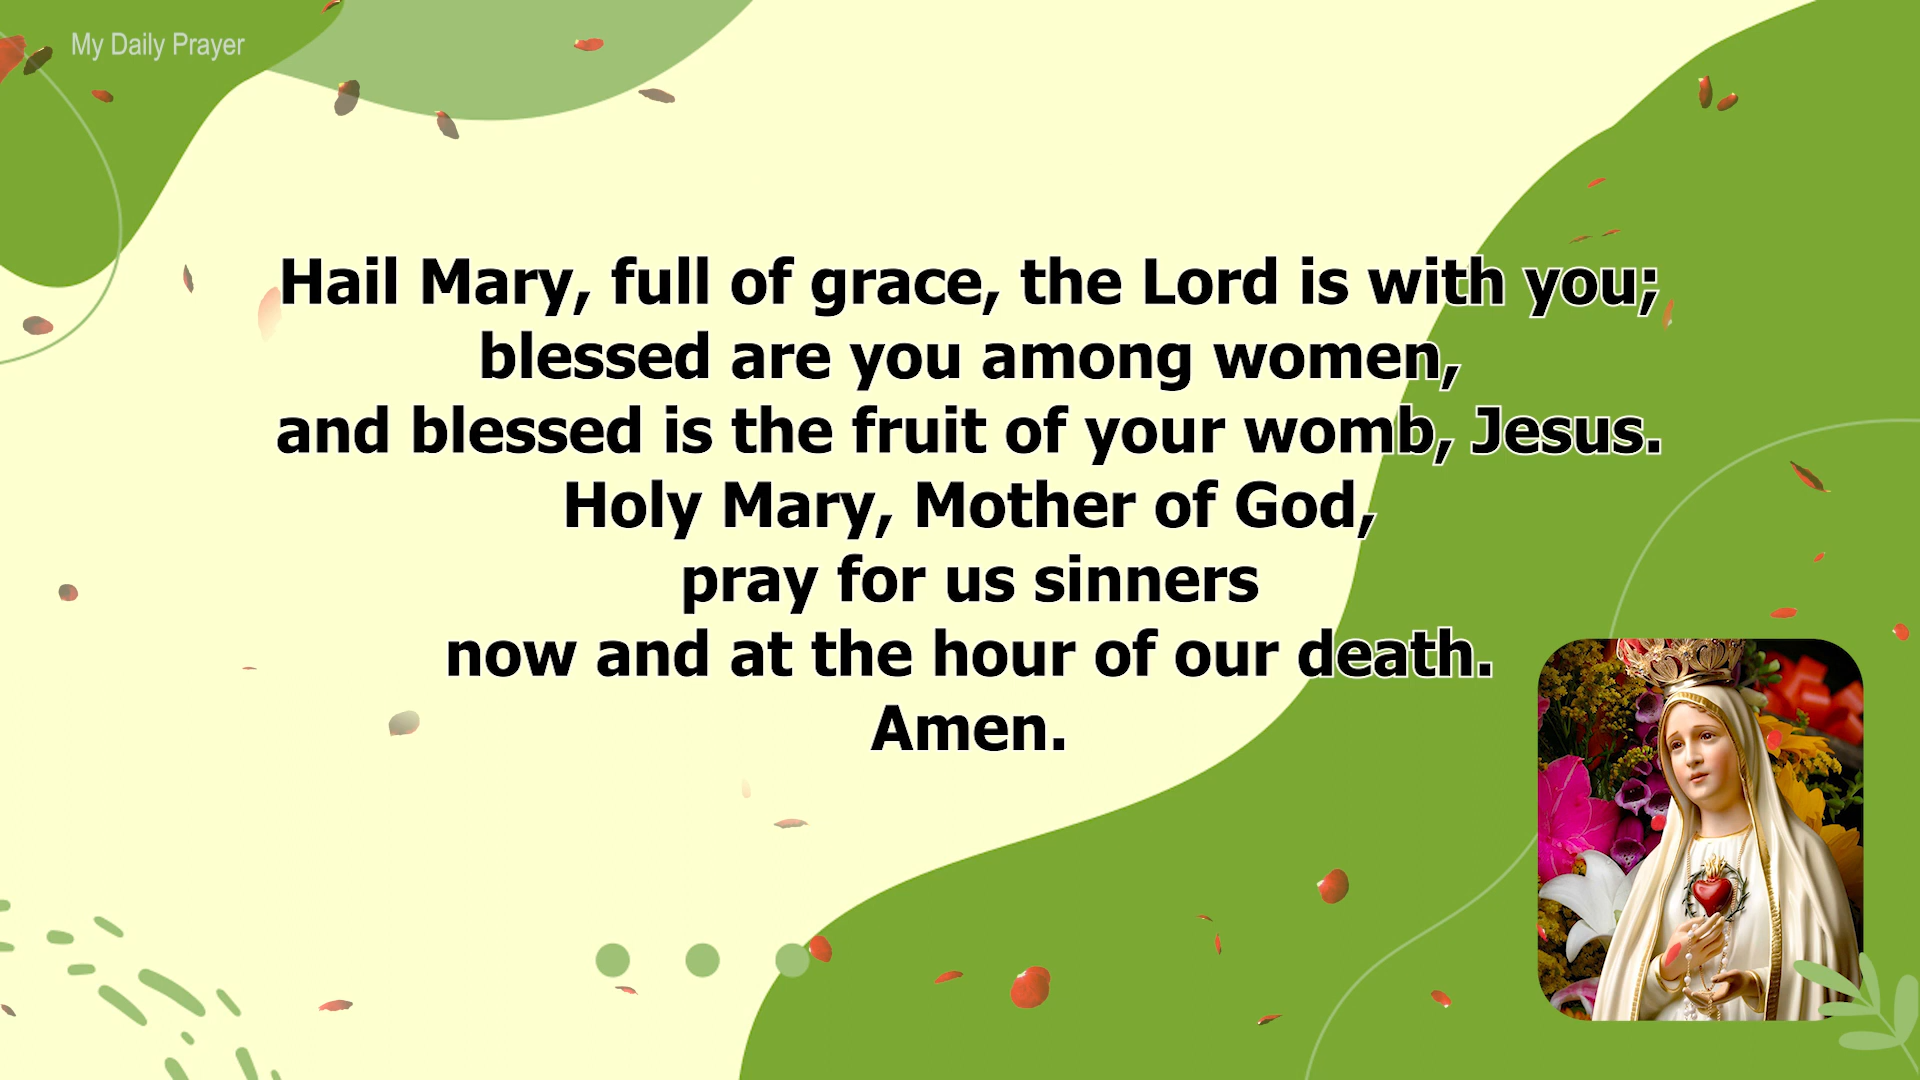 My Daily Prayer
Hail Mary, full of grace, the Lord is with you;
blessed are you among women,
and blessed is the fruit of your womb, Jesus.
Holy Mary, Mother of God,
pray for us sinners
now and at the hour of our death.
Amen.